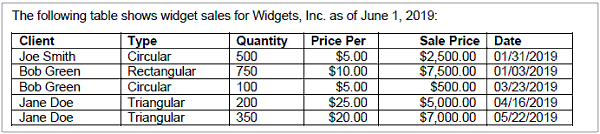 The following table shows widget sales for Widgets, Inc. as of June 1, 2019:
Client Type Quantity Price Per Sale Price Date
Joe Smith Circular 500 $5.00 $2,500.00 01/31/2019
Bob Green Rectangular 750 $10.00 $7,500.00 01/03/2019
Bob Green Circular 100 $5.00 $500.00 03/23/2019
Jane Doe Triangular 200 $25.00 $5,000.00 04/16/2019
Jane Doe Triangular 350 $20.00 $7,000.00 05/22/2019